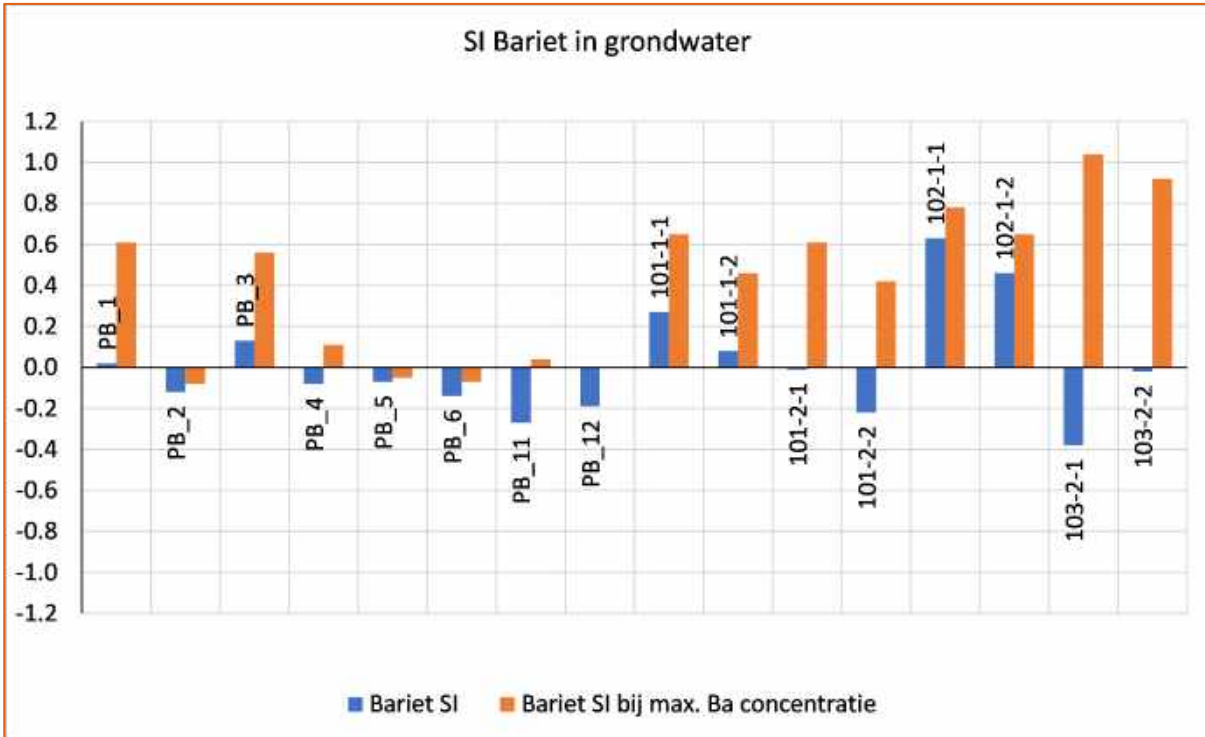 SI Bariet in grondwater
1.2
1.0
0.8
0.6
0.4
0.2
0.0
-0.2
-0.4
-0.6
-0.8
-1.0
-1.2
PB_1
PB_2
PB_3
PB_4
PB_5
PB_6
PB_11
PB_12
101-1-1
101-1-2
101-2-1
101-2-2
102-1-1
102-1-2
103-2-1
103-2-2
Bariet SI
Bariet SI bij max. Ba concentratie